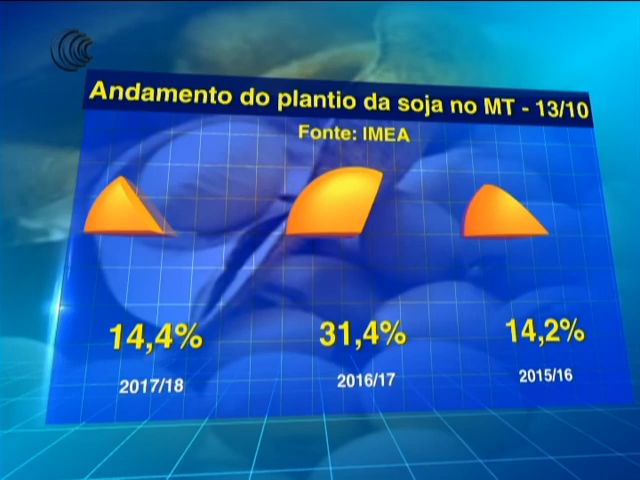 Andamento do plantio da soja no MT - 13/10
Fonte: IMEA
14,4% 31,4% 14,2%
2017/18 2016/17 2015/16